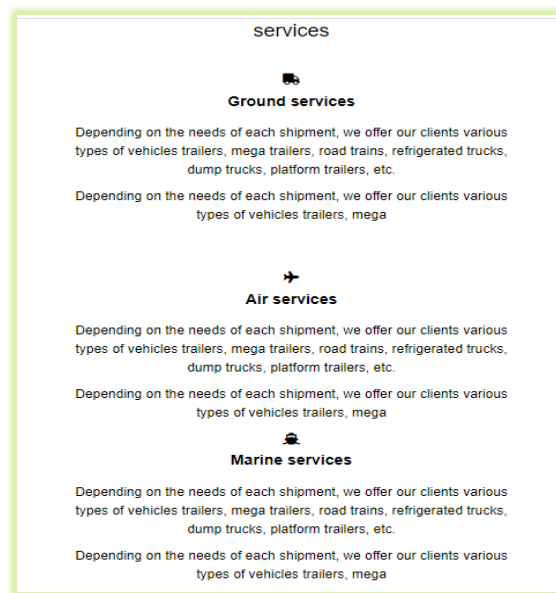 services
Ground services
Depending on the needs of each shipment, we offer our clients various
types of vehicles trailers, mega trailers, road trains, refrigerated trucks,
dump trucks, platform trailers, etc.
Depending on the needs of each shipment, we offer our clients various
types of vehicles trailers, mega
Air services
Depending on the needs of each shipment, we offer our clients various
types of vehicles trailers, mega trailers, road trains, refrigerated trucks,
dump trucks, platform trailers, etc.
Depending on the needs of each shipment, we offer our clients various
types of vehicles trailers, mega
Marine services
Depending on the needs of each shipment, we offer our clients various
types of vehicles trailers, mega trailers, road trains, refrigerated trucks,
dump trucks, platform trailers, etc.
Depending on the needs of each shipment, we offer our clients various
types of vehicles trailers, mega